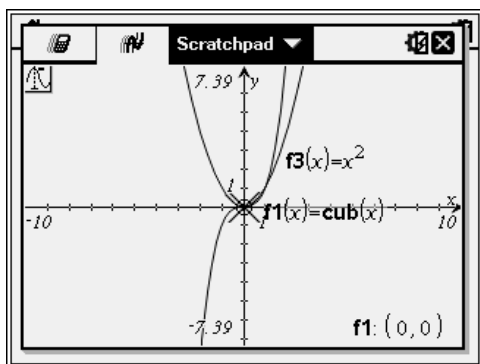 Scratchpad
7.39 y
f3(x)=x²
1
f1(x)=cub(x)
x
-10 1 10
-7.39
f1: (0,0)